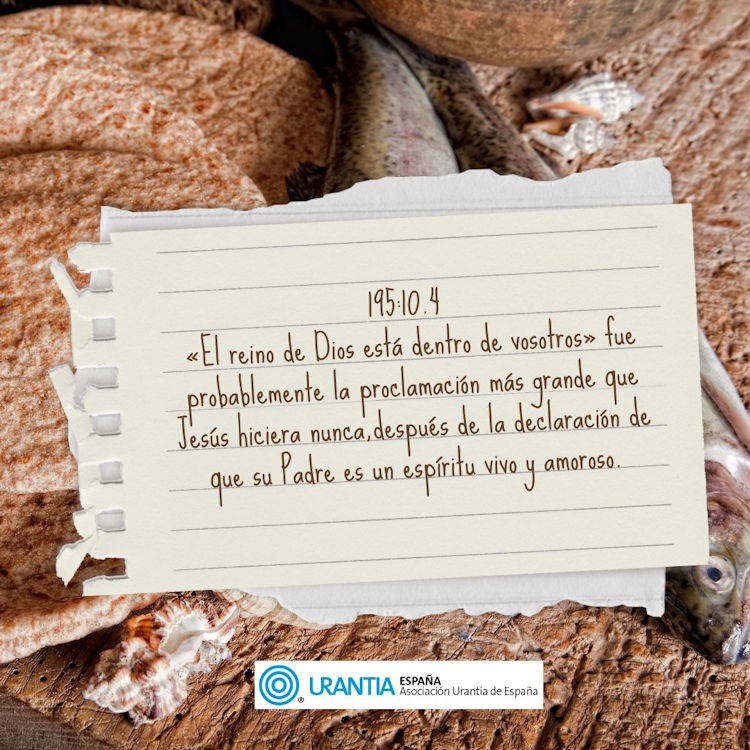 195:10.4
«El reino de Dios está dentro de vosotros» fue
probablemente la proclamación más grande que
Jesús hiciera nunca,después de la declaración de
que su Padre es un espíritu vivo y amoroso.
® URANTIA ESPAÑA
Asociación Urantia de España